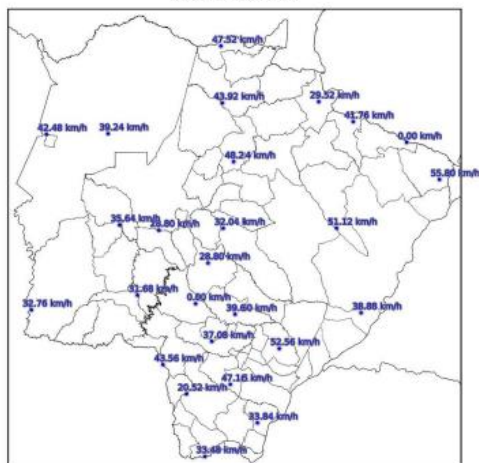 47.52 km/h
43.92 km/h
29.52 km/h
41.76 km/h
42.48 km/h
39.24 km/h
0.00 km/h
48.24 km/h
55.80 km/h
35.64 km/h
28.80 km/h
32.04 km/h
51.12 km/h
28.80 km/h
31.68 km/h
0.00 km/h
32.76 km/h
39.60 km/h
38.88 km/h
37.08 km/h
52.56 km/h
43.56 km/h
47.16 km/h
20.52 km/h
33.84 km/h
33.48 km/h